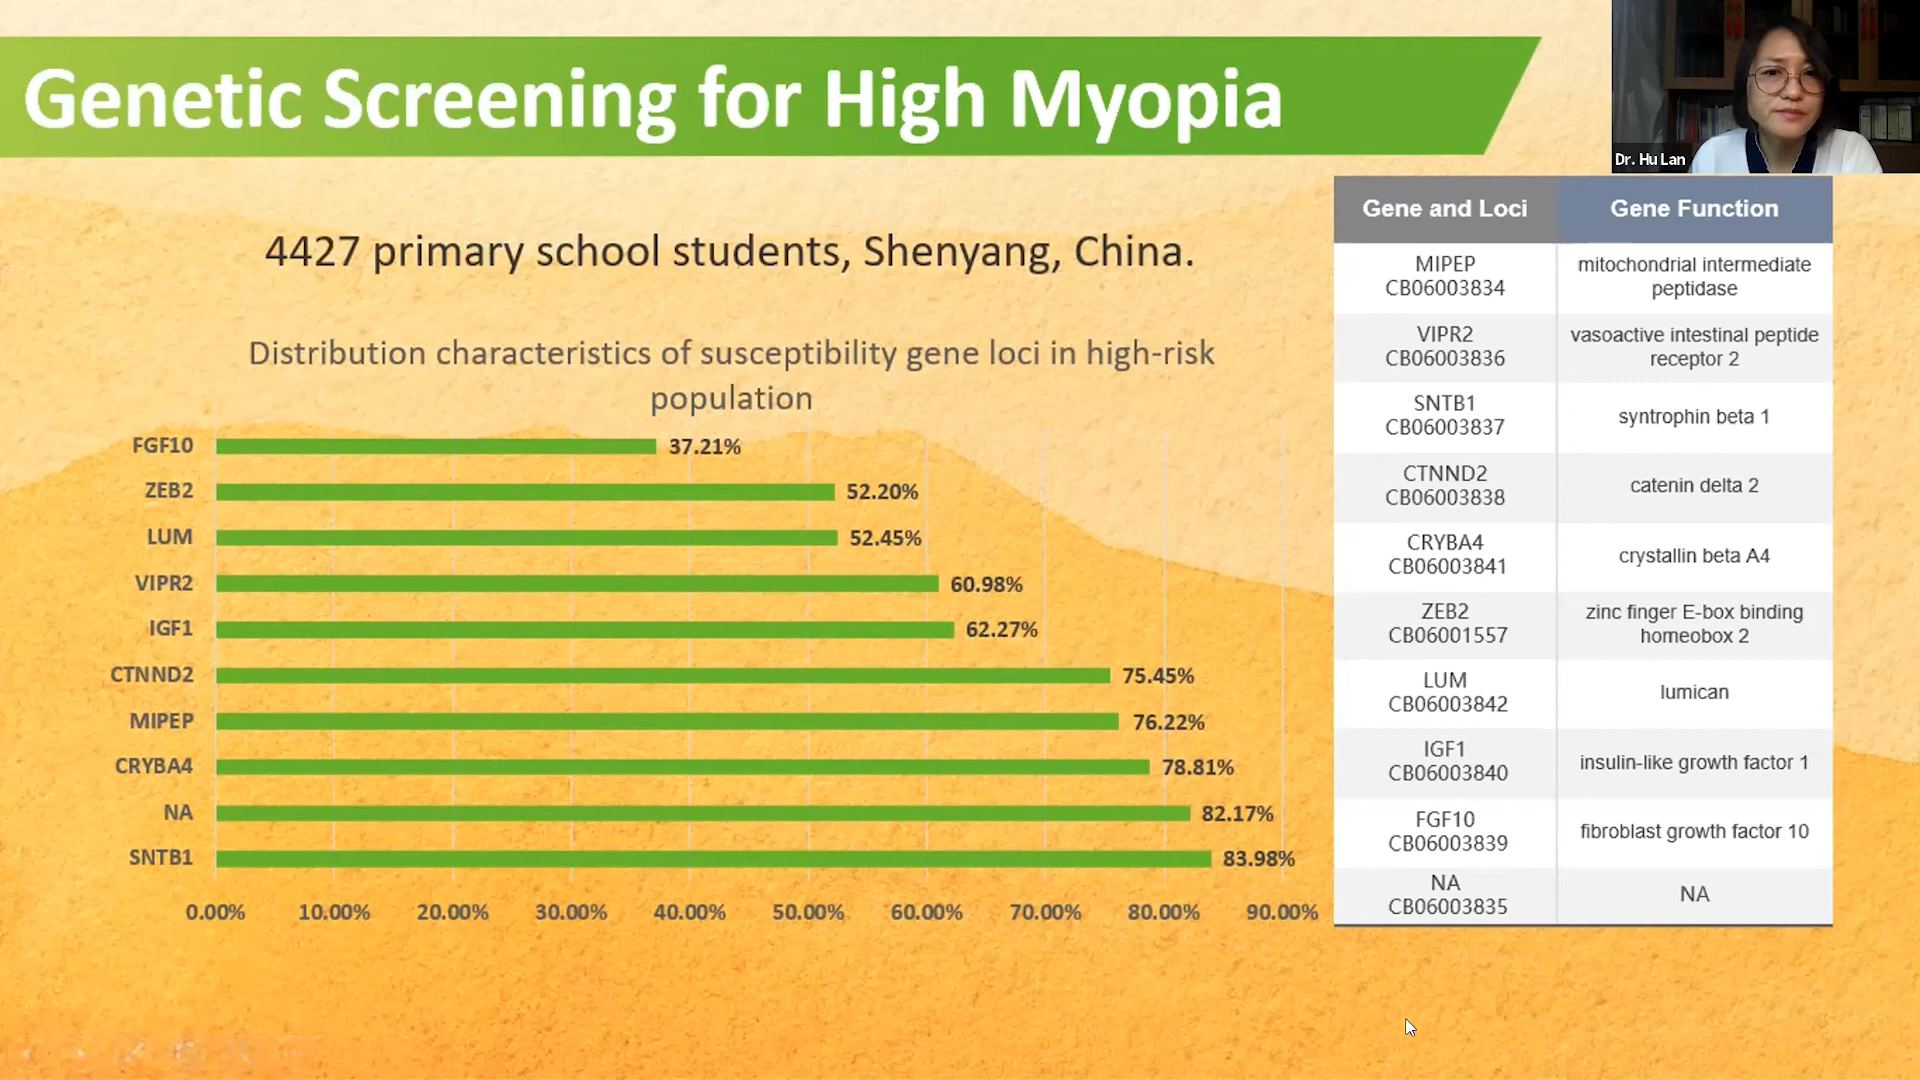 Genetic Screening for High Myopia
Dr. Hu Lan
4427 primary school students, Shenyang, China.
Distribution characteristics of susceptibility gene loci in high-risk
population
FGF10 37.21%
ZEB2 52.20%
LUM 52.45%
VIPR2 60.98%
IGF1 62.27%
CTNND2 75.45%
MIPEP 76.22%
CRYBA4 78.81%
NA 82.17%
SNTB1 83.98%
0.00% 10.00% 20.00% 30.00% 40.00% 50.00% 60.00% 70.00% 80.00% 90.00%
Gene and Loci Gene Function
MIPEP
CB06003834
mitochondrial intermediate
peptidase
VIPR2
CB06003836
vasoactive intestinal peptide
receptor 2
SNTB1
CB06003837
syntrophin beta 1
CTNND2
CB06003838
catenin delta 2
CRYBA4
CB06003841
crystallin beta A4
ZEB2
CB06001557
zinc finger E-box binding
homeobox 2
LUM
CB06003842
lumican
IGF1
CB06003840
insulin-like growth factor 1
FGF10
CB06003839
fibroblast growth factor 10
NA
CB06003835
NA